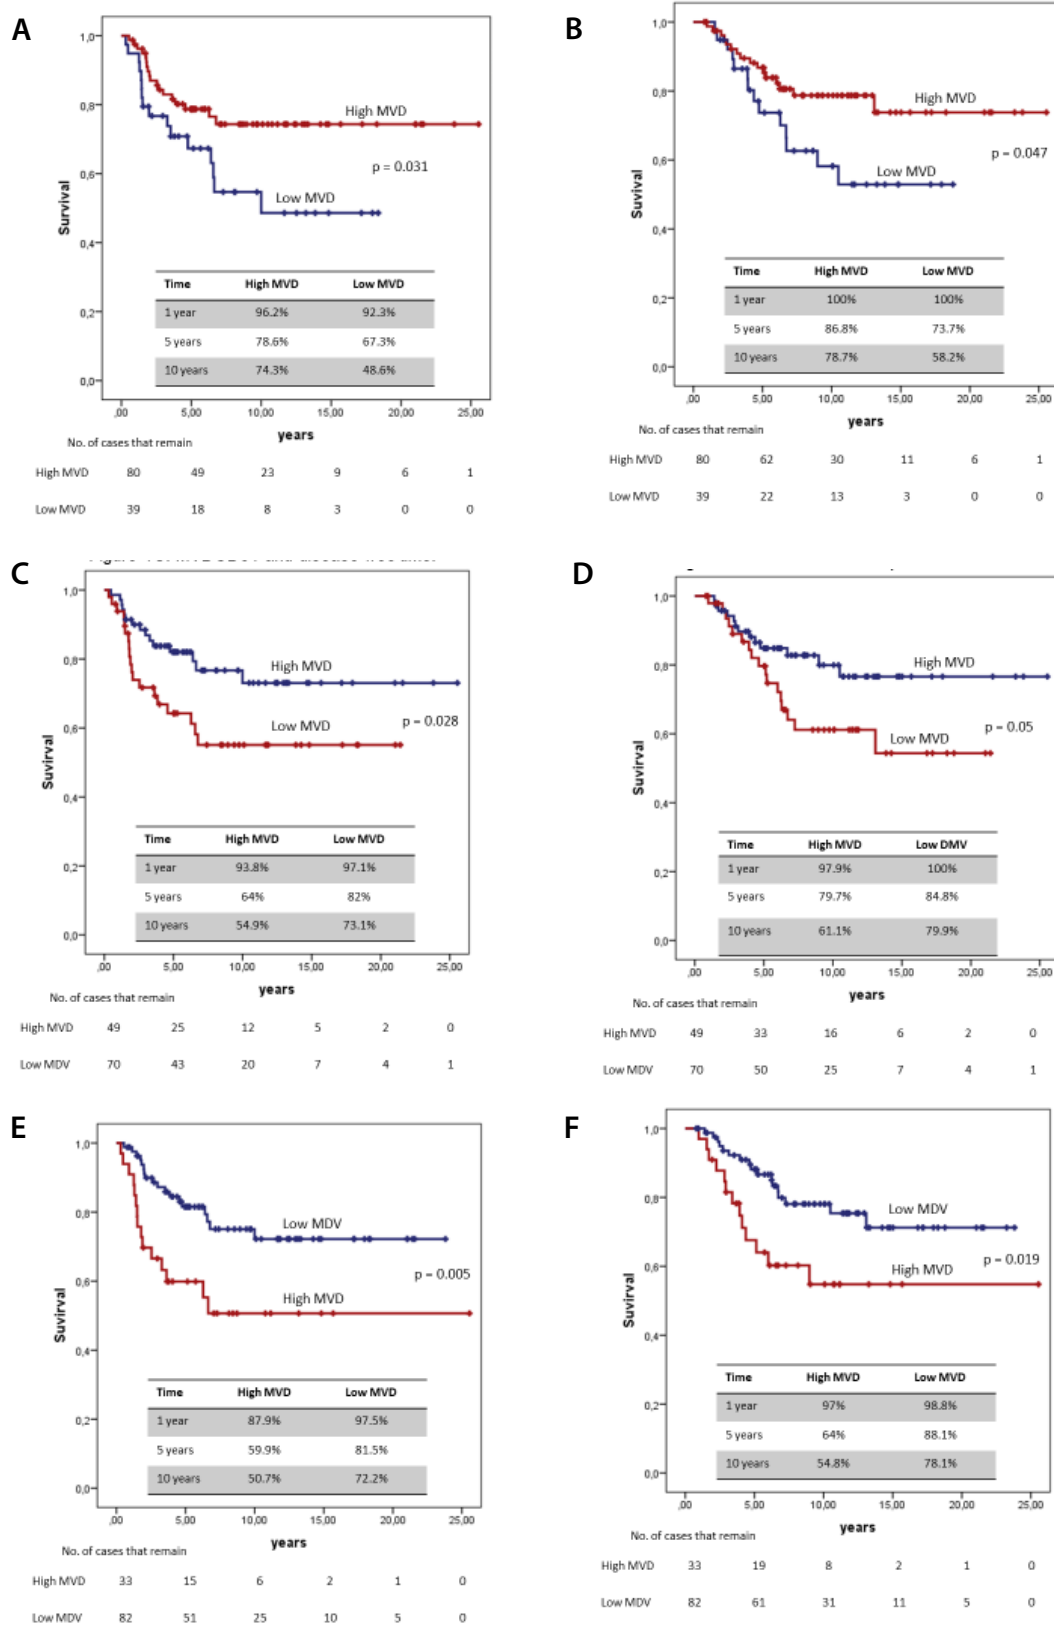 A
1,0
0,8
0,6
0,4
0,2
0,0
Survival
High MVD
p = 0.031
Low MVD
Time High MVD Low MVD
1 year 96.2% 92.3%
5 years 78.6% 67.3%
10 years 74.3% 48.6%
,00 5,00 10,00 15,00 20,00 25,00
years
No. of cases that remain
High MVD 80 49 23 9 6 1
Low MVD 39 18 8 3 0 0
B
1,0
0,8
0,6
0,4
0,2
0,0
Suvival
High MVD
p = 0.047
Low MVD
Time High MVD Low MVD
1 year 100% 100%
5 years 86.8% 73.7%
10 years 78.7% 58.2%
,00 5,00 10,00 15,00 20,00 25,00
years
No. of cases that remain
High MVD 80 62 30 11 6 1
Low MVD 39 22 13 3 0 0
C
1,0
0,8
0,6
0,4
0,2
0,0
Suvirval
High MVD
p = 0.028
Low MVD
Time High MVD Low MVD
1 year 93.8% 97.1%
5 years 64% 82%
10 years 54.9% 73.1%
,00 5,00 10,00 15,00 20,00 25,00
years
No. of cases that remain
High MVD 49 25 12 5 2 0
Low MDV 70 43 20 7 4 1
D
1,0
0,8
0,6
0,4
0,2
0,0
Suvirval
High MVD
p = 0.05
Low MVD
Time High MVD Low DMV
1 year 97.9% 100%
5 years 79.7% 84.8%
10 years 61.1% 79.9%
,00 5,00 10,00 15,00 20,00 25,00
years
No. of cases that remain
High MVD 49 33 16 6 2 0
Low MDV 70 50 25 7 4 1
E
1,0
0,8
0,6
0,4
0,2
0,0
Suvirval
Low MDV
p = 0.005
High MVD
Time High MVD Low MVD
1 year 87.9% 97.5%
5 years 59.9% 81.5%
10 years 50.7% 72.2%
,00 5,00 10,00 15,00 20,00 25,00
years
No. of cases that remain
High MVD 33 15 6 2 1 0
Low MDV 82 51 25 10 5 0
F
1,0
0,8
0,6
0,4
0,2
0,0
Suvirval
Low MDV
p = 0.019
High MVD
Time High MVD Low MVD
1 year 97% 98.8%
5 years 64% 88.1%
10 years 54.8% 78.1%
,00 5,00 10,00 15,00 20,00 25,00
years
No. of cases that remain
High MVD 33 19 8 2 1 0
Low MDV 82 61 31 11 5 0